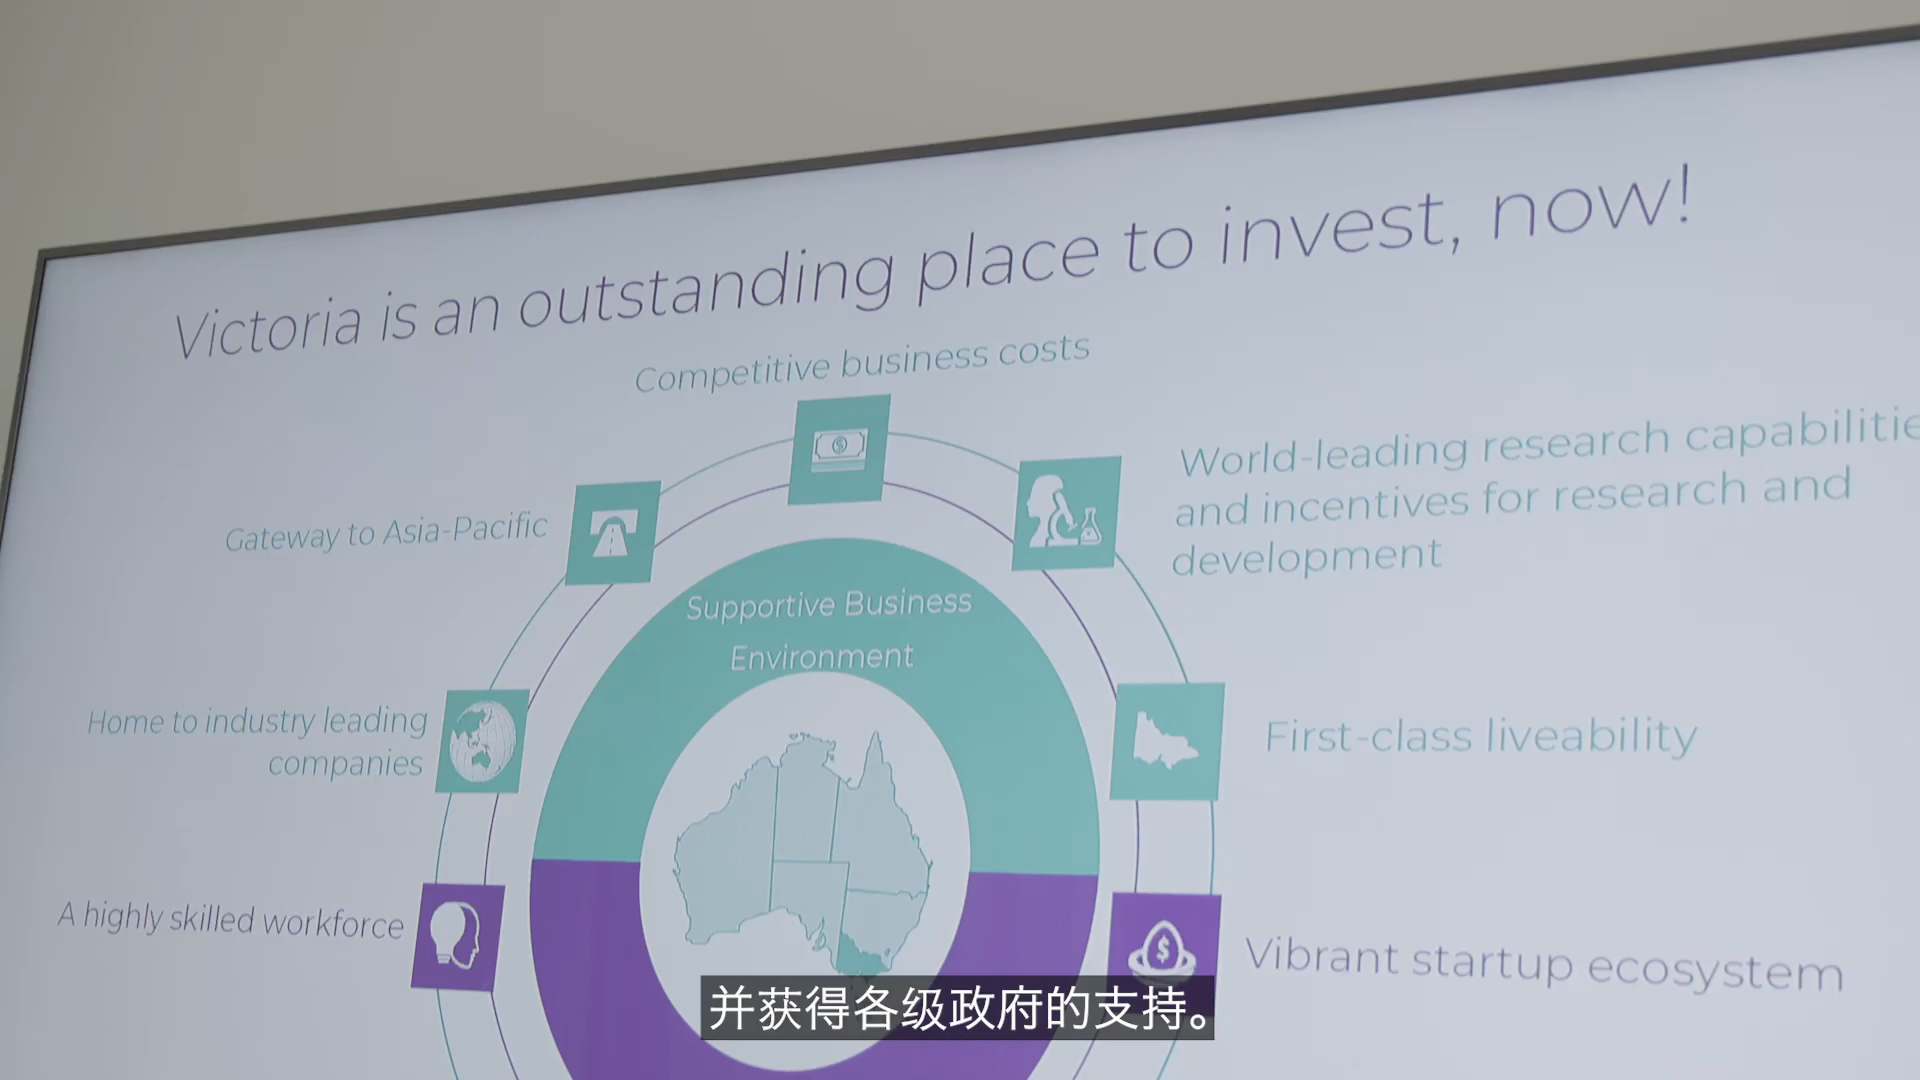 Victoria is an outstanding place to invest, now!
Competitive business costs
World-leading research capabilitie
and incentives for research and
development
Gateway to Asia-Pacific
Supportive Business
Environment
Home to industry leading
companies
First-class liveability
A highly skilled workforce
Vibrant startup ecosystem
并获得各级政府的支持。